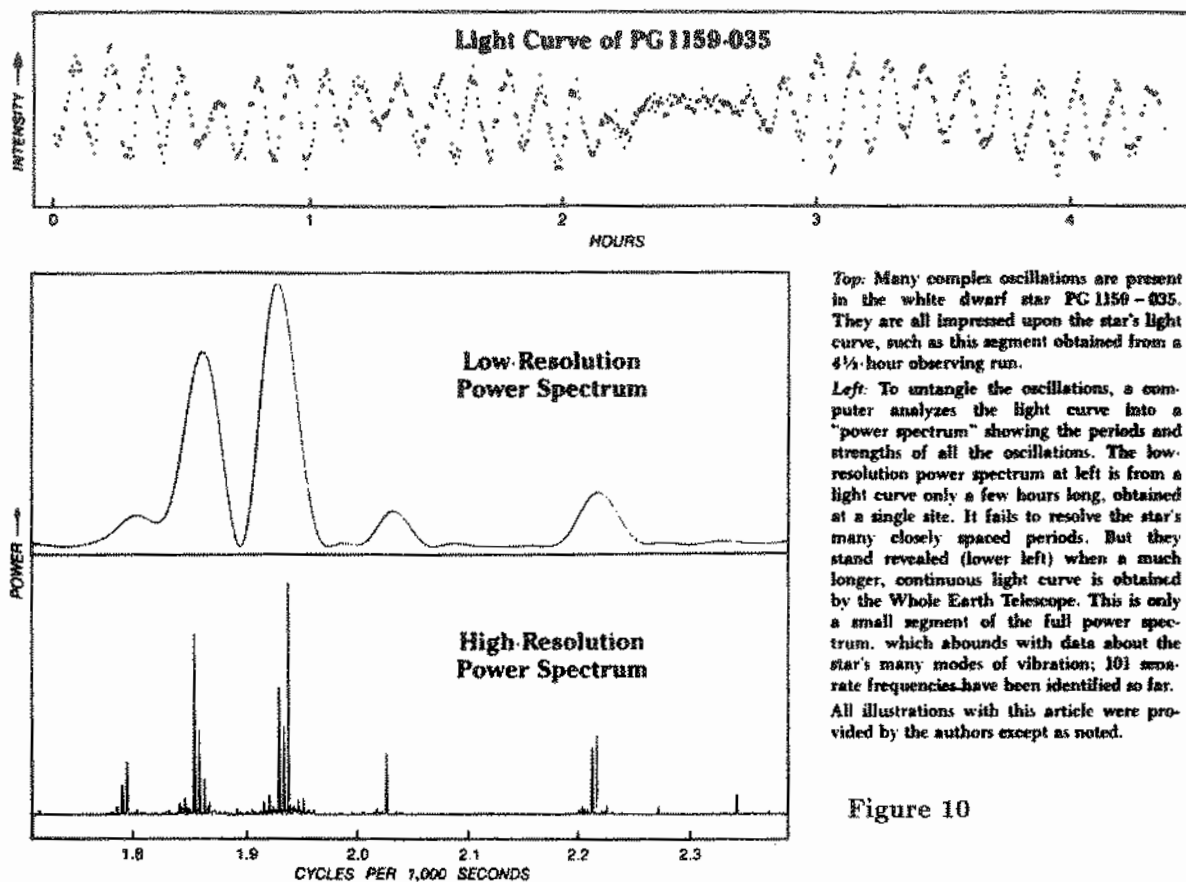 Light Curve of PG 1159-035
INTENSITY
0 1 2 3 4
HOURS
Low-Resolution
Power Spectrum
POWER
High-Resolution
Power Spectrum
1.8 1.9 2.0 2.1 2.2 2.3
CYCLES PER 1,000 SECONDS
Top: Many complex oscillations are present
in the white dwarf star PG 1159–035.
They are all impressed upon the star's light
curve, such as this segment obtained from a
4⅓-hour observing run.
Left: To untangle the oscillations, a com-
puter analyzes the light curve into a
"power spectrum" showing the periods and
strengths of all the oscillations. The low-
resolution power spectrum at left is from a
light curve only a few hours long, obtained
at a single site. It fails to resolve the star's
many closely spaced periods. But they
stand revealed (lower left) when a much
longer, continuous light curve is obtained
by the Whole Earth Telescope. This is only
a small segment of the full power spec-
trum, which abounds with data about the
star's many modes of vibration; 101 sepa-
rate frequencies have been identified so far.
All illustrations with this article were pro-
vided by the authors except as noted.
Figure 10